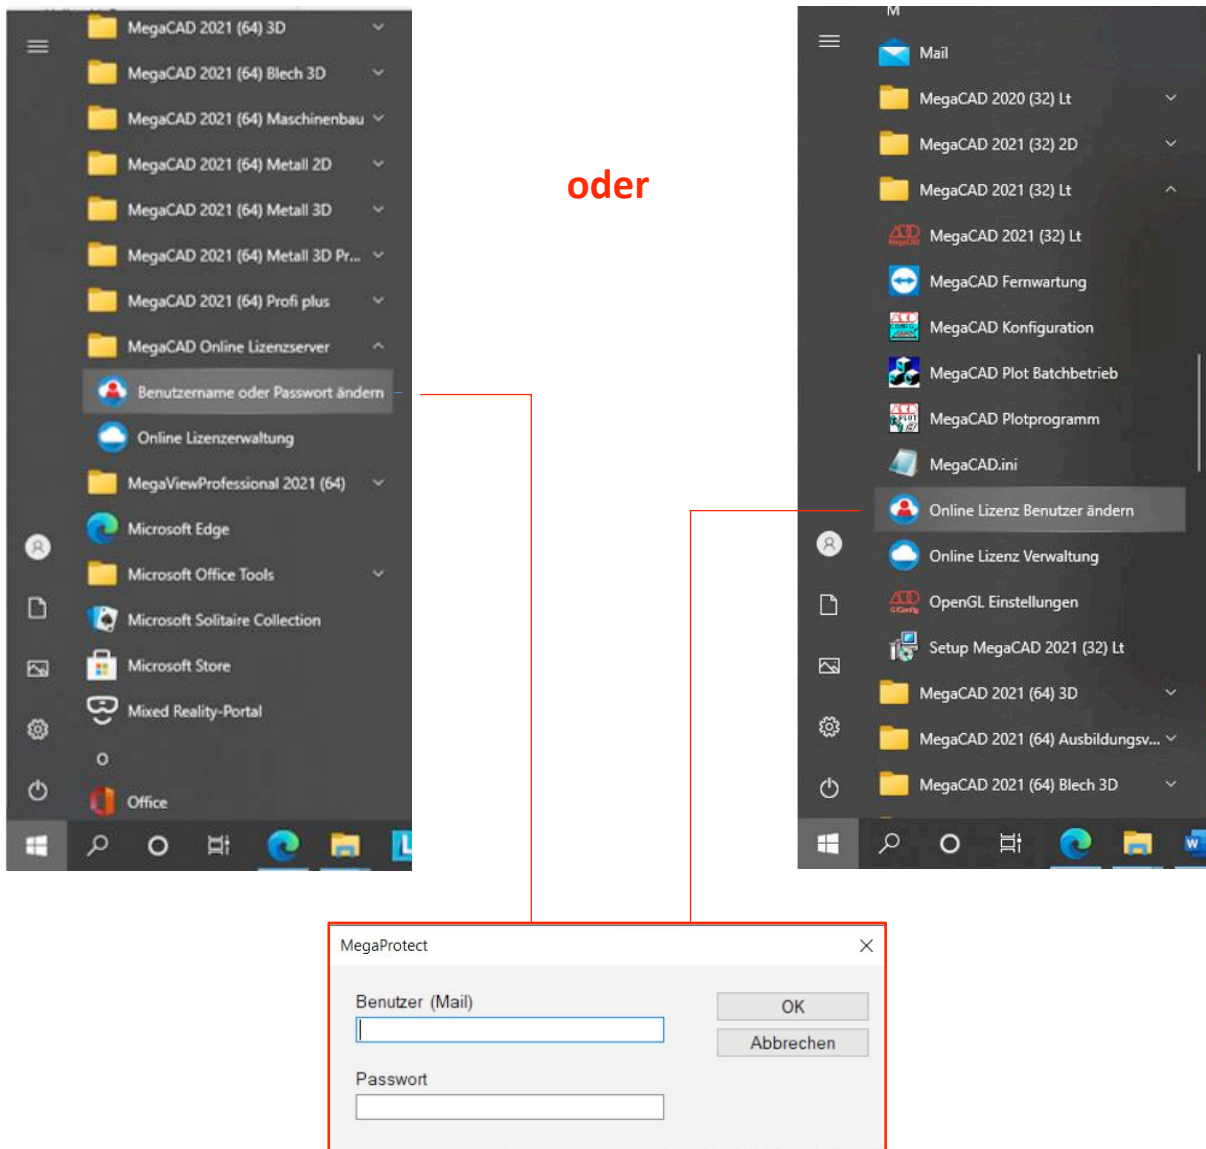 MegaCAD 2021 (64) 3D
MegaCAD 2021 (64) Blech 3D
MegaCAD 2021 (64) Maschinenbau
MegaCAD 2021 (64) Metall 2D
MegaCAD 2021 (64) Metall 3D
MegaCAD 2021 (64) Metall 3D Pr...
MegaCAD 2021 (64) Profi plus
MegaCAD Online Lizenzserver
Benutzername oder Passwort ändern
Online Lizenzerwaltung
MegaViewProfessional 2021 (64)
Microsoft Edge
Microsoft Office Tools
Microsoft Solitaire Collection
Microsoft Store
Mixed Reality-Portal
O
Office
L
oder
M
Mail
MegaCAD 2020 (32) Lt
MegaCAD 2021 (32) 2D
MegaCAD 2021 (32) Lt
MegaCAD 2021 (32) Lt
MegaCAD Fernwartung
MegaCAD Konfiguration
MegaCAD Plot Batchbetrieb
MegaCAD Plotprogramm
MegaCAD.ini
Online Lizenz Benutzer ändern
Online Lizenz Verwaltung
OpenGL Einstellungen
Setup MegaCAD 2021 (32) Lt
MegaCAD 2021 (64) 3D
MegaCAD 2021 (64) Ausbildungsv...
MegaCAD 2021 (64) Blech 3D
W
MegaProtect
Benutzer (Mail)
OK
Abbrechen
Passwort